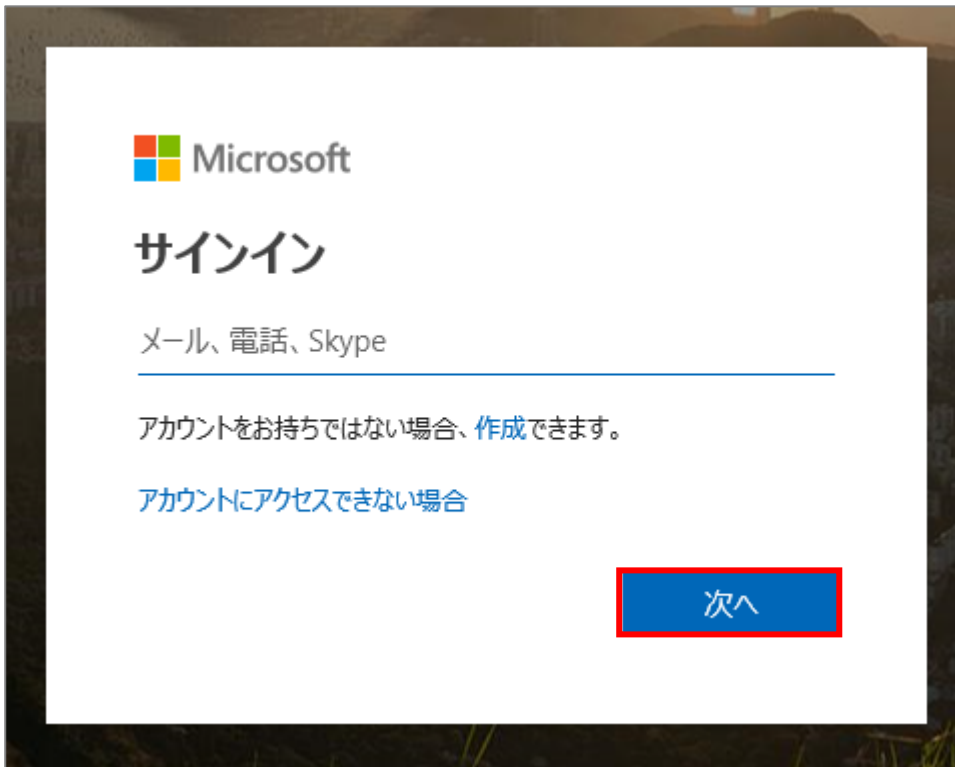 Microsoft
サインイン
メール、電話、Skype
アカウントをお持ちではない場合、作成できます。
アカウントにアクセスできない場合
次へ